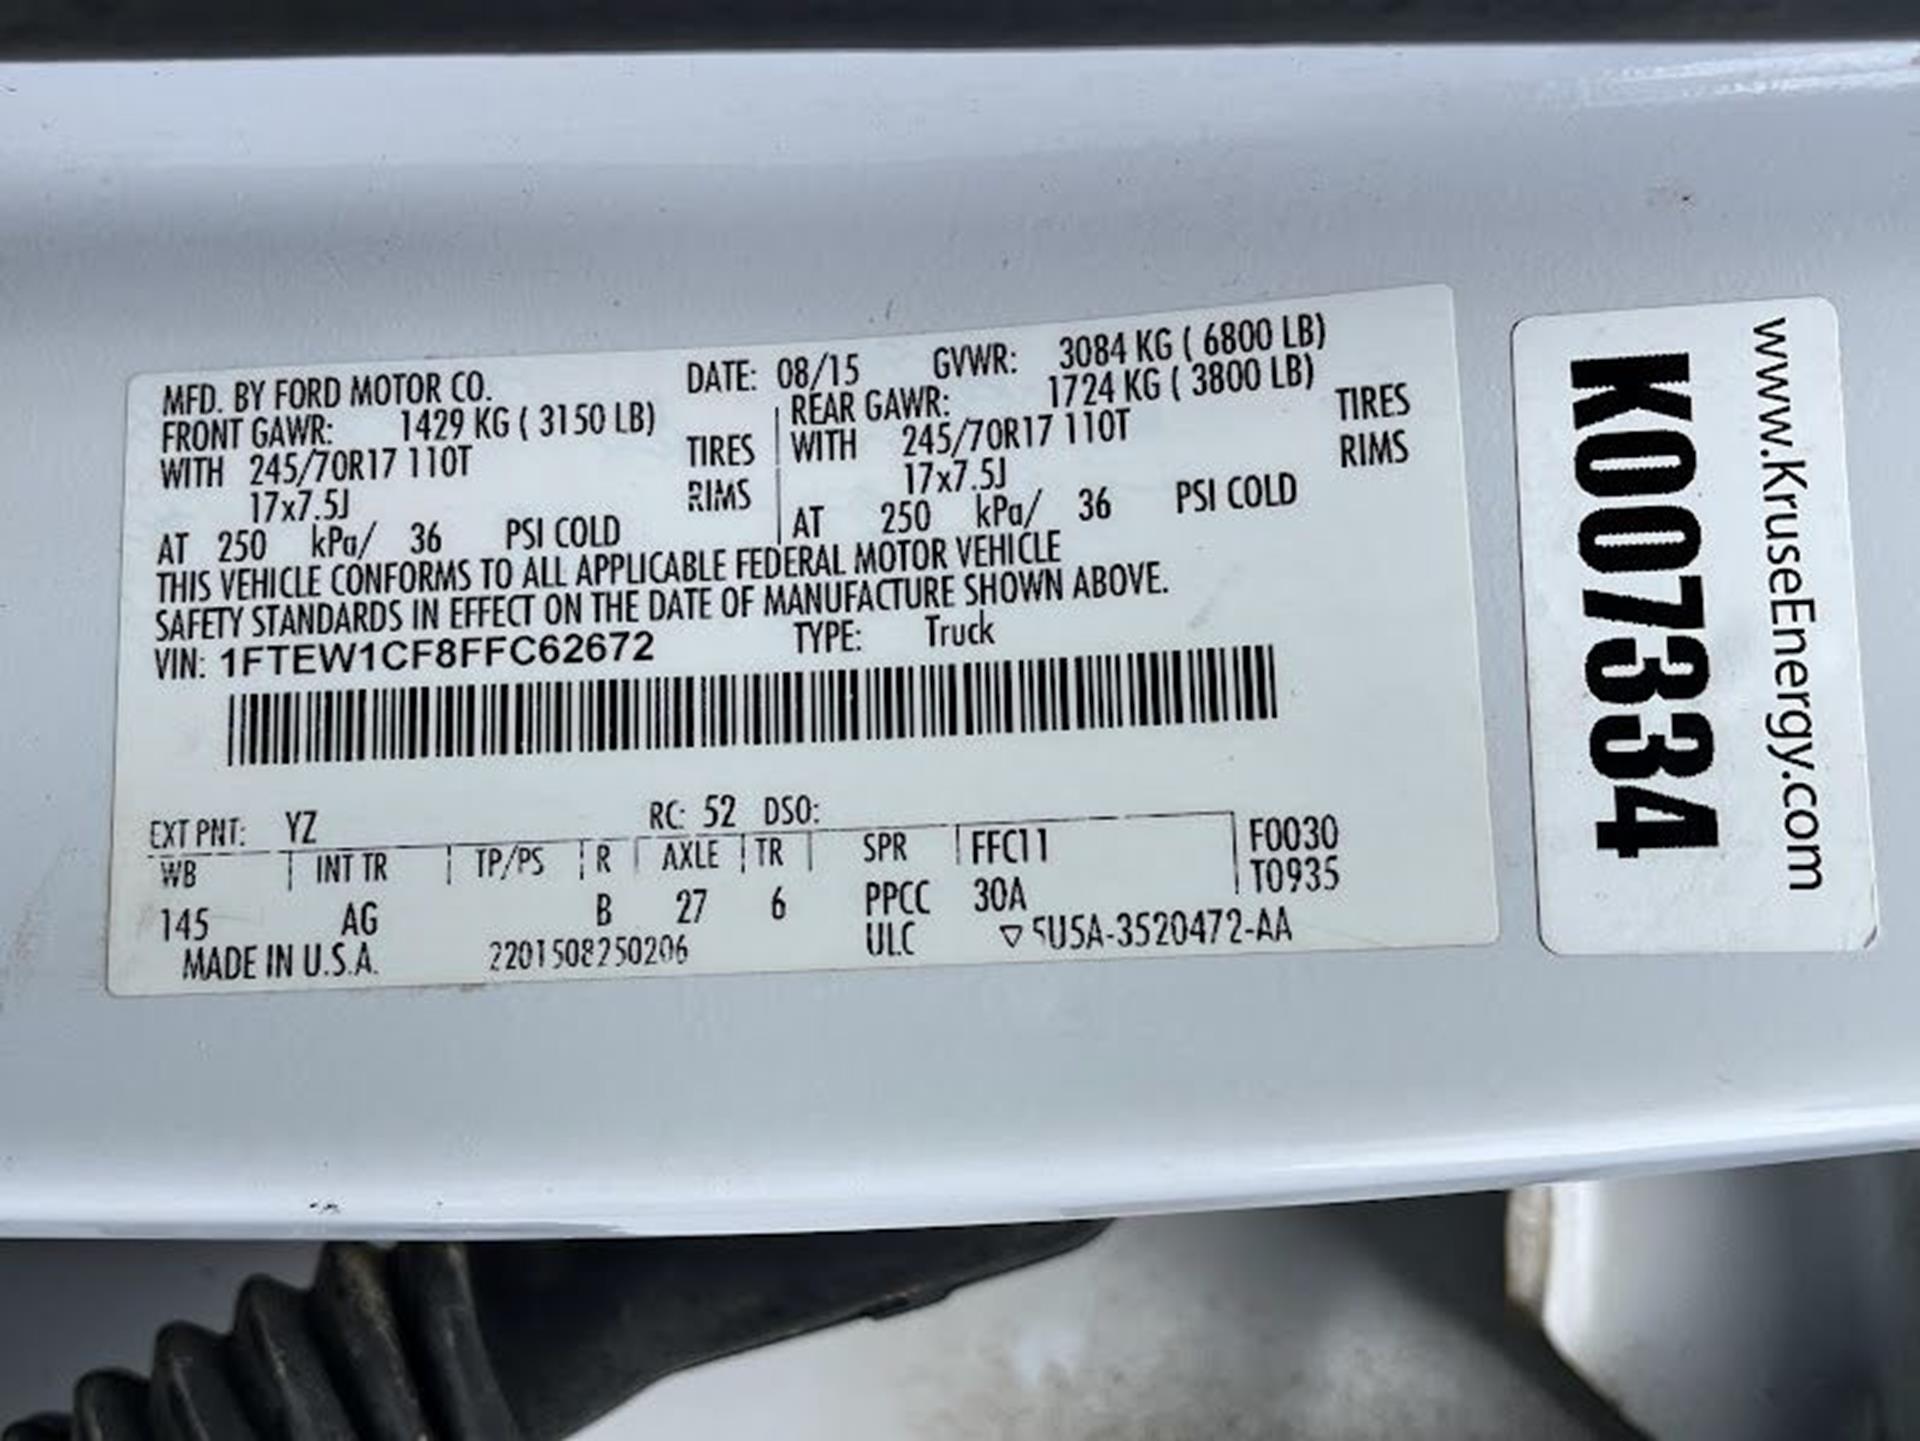 MFD. BY FORD MOTOR CO. DATE: 08/15 GVWR: 3084 KG ( 6800 LB)
FRONT GAWR: 1429 KG ( 3150 LB) REAR GAWR: 1724 KG ( 3800 LB)
WITH 245/70R17 110T TIRES WITH 245/70R17 110T TIRES
17x7.5J RIMS 17x7.5J RIMS
AT 250 kPa/ 36 PSI COLD AT 250 kPa/ 36 PSI COLD
THIS VEHICLE CONFORMS TO ALL APPLICABLE FEDERAL MOTOR VEHICLE
SAFETY STANDARDS IN EFFECT ON THE DATE OF MANUFACTURE SHOWN ABOVE.
VIN: 1FTEW1CF8FFC62672 TYPE: Truck
EXT PNT: YZ RC: 52 DSO:
WB INT TR TP/PS R AXLE TR SPR FFC11 F0030
145 AG B 27 6 PPCC 30A T0935
MADE IN U.S.A. 2201508250206 ULC ▽ 5U5A-3520472-AA
www.KruseEnergy.com
K007334